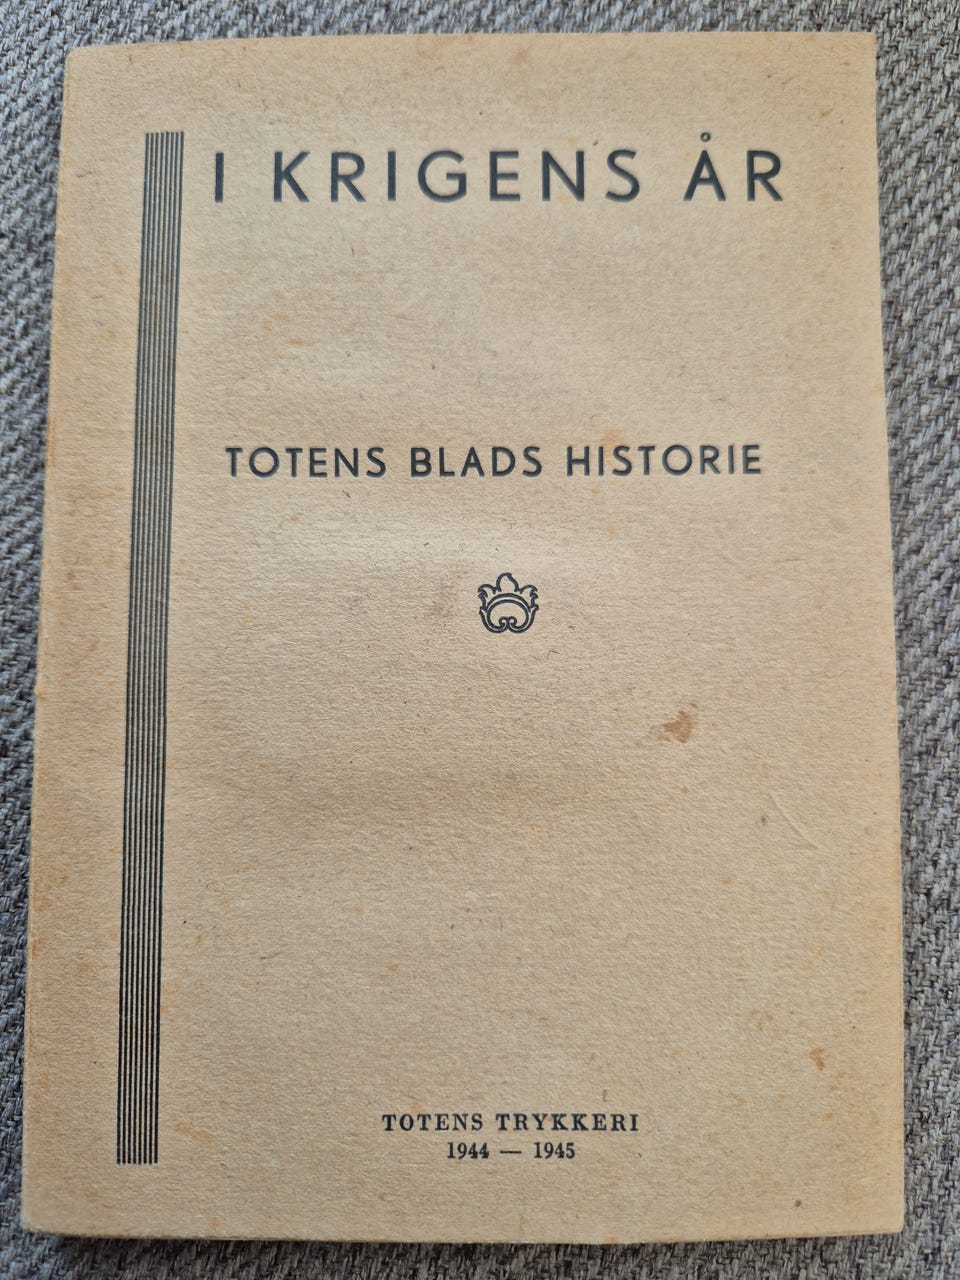 I KRIGENS ÅR
TOTENS BLADS HISTORIE
TOTENS TRYKKERI
1944 — 1945